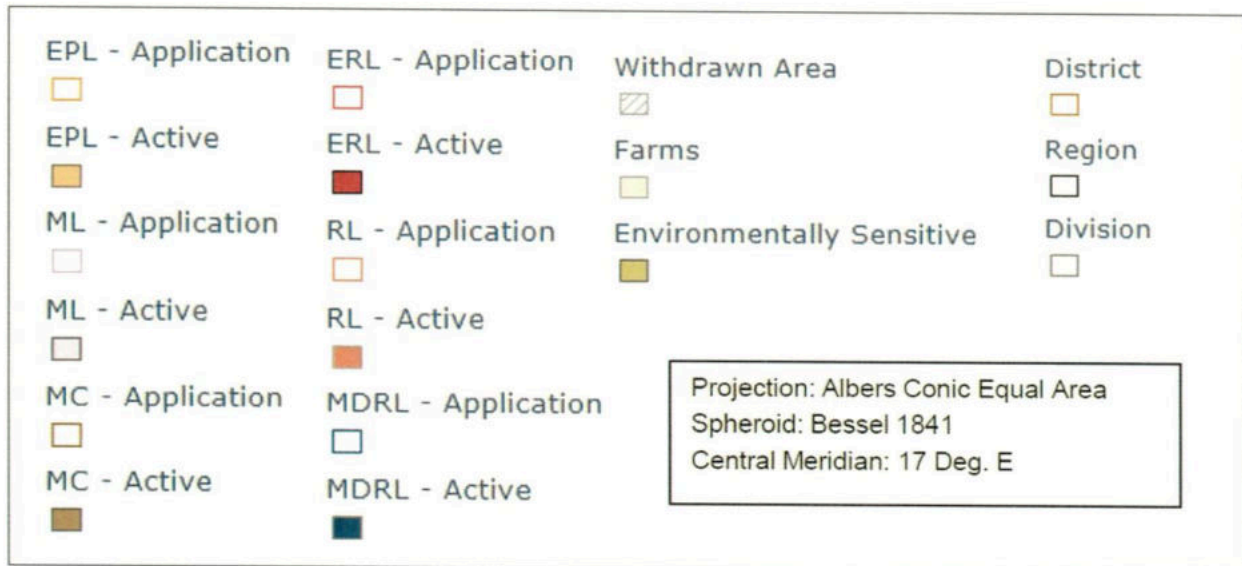 EPL - Application
EPL - Active
ML - Application
ML - Active
MC - Application
MC - Active
ERL - Application
ERL - Active
RL - Application
RL - Active
MDRL - Application
MDRL - Active
Withdrawn Area
Farms
Environmentally Sensitive
District
Region
Division
Projection: Albers Conic Equal Area
Spheroid: Bessel 1841
Central Meridian: 17 Deg. E